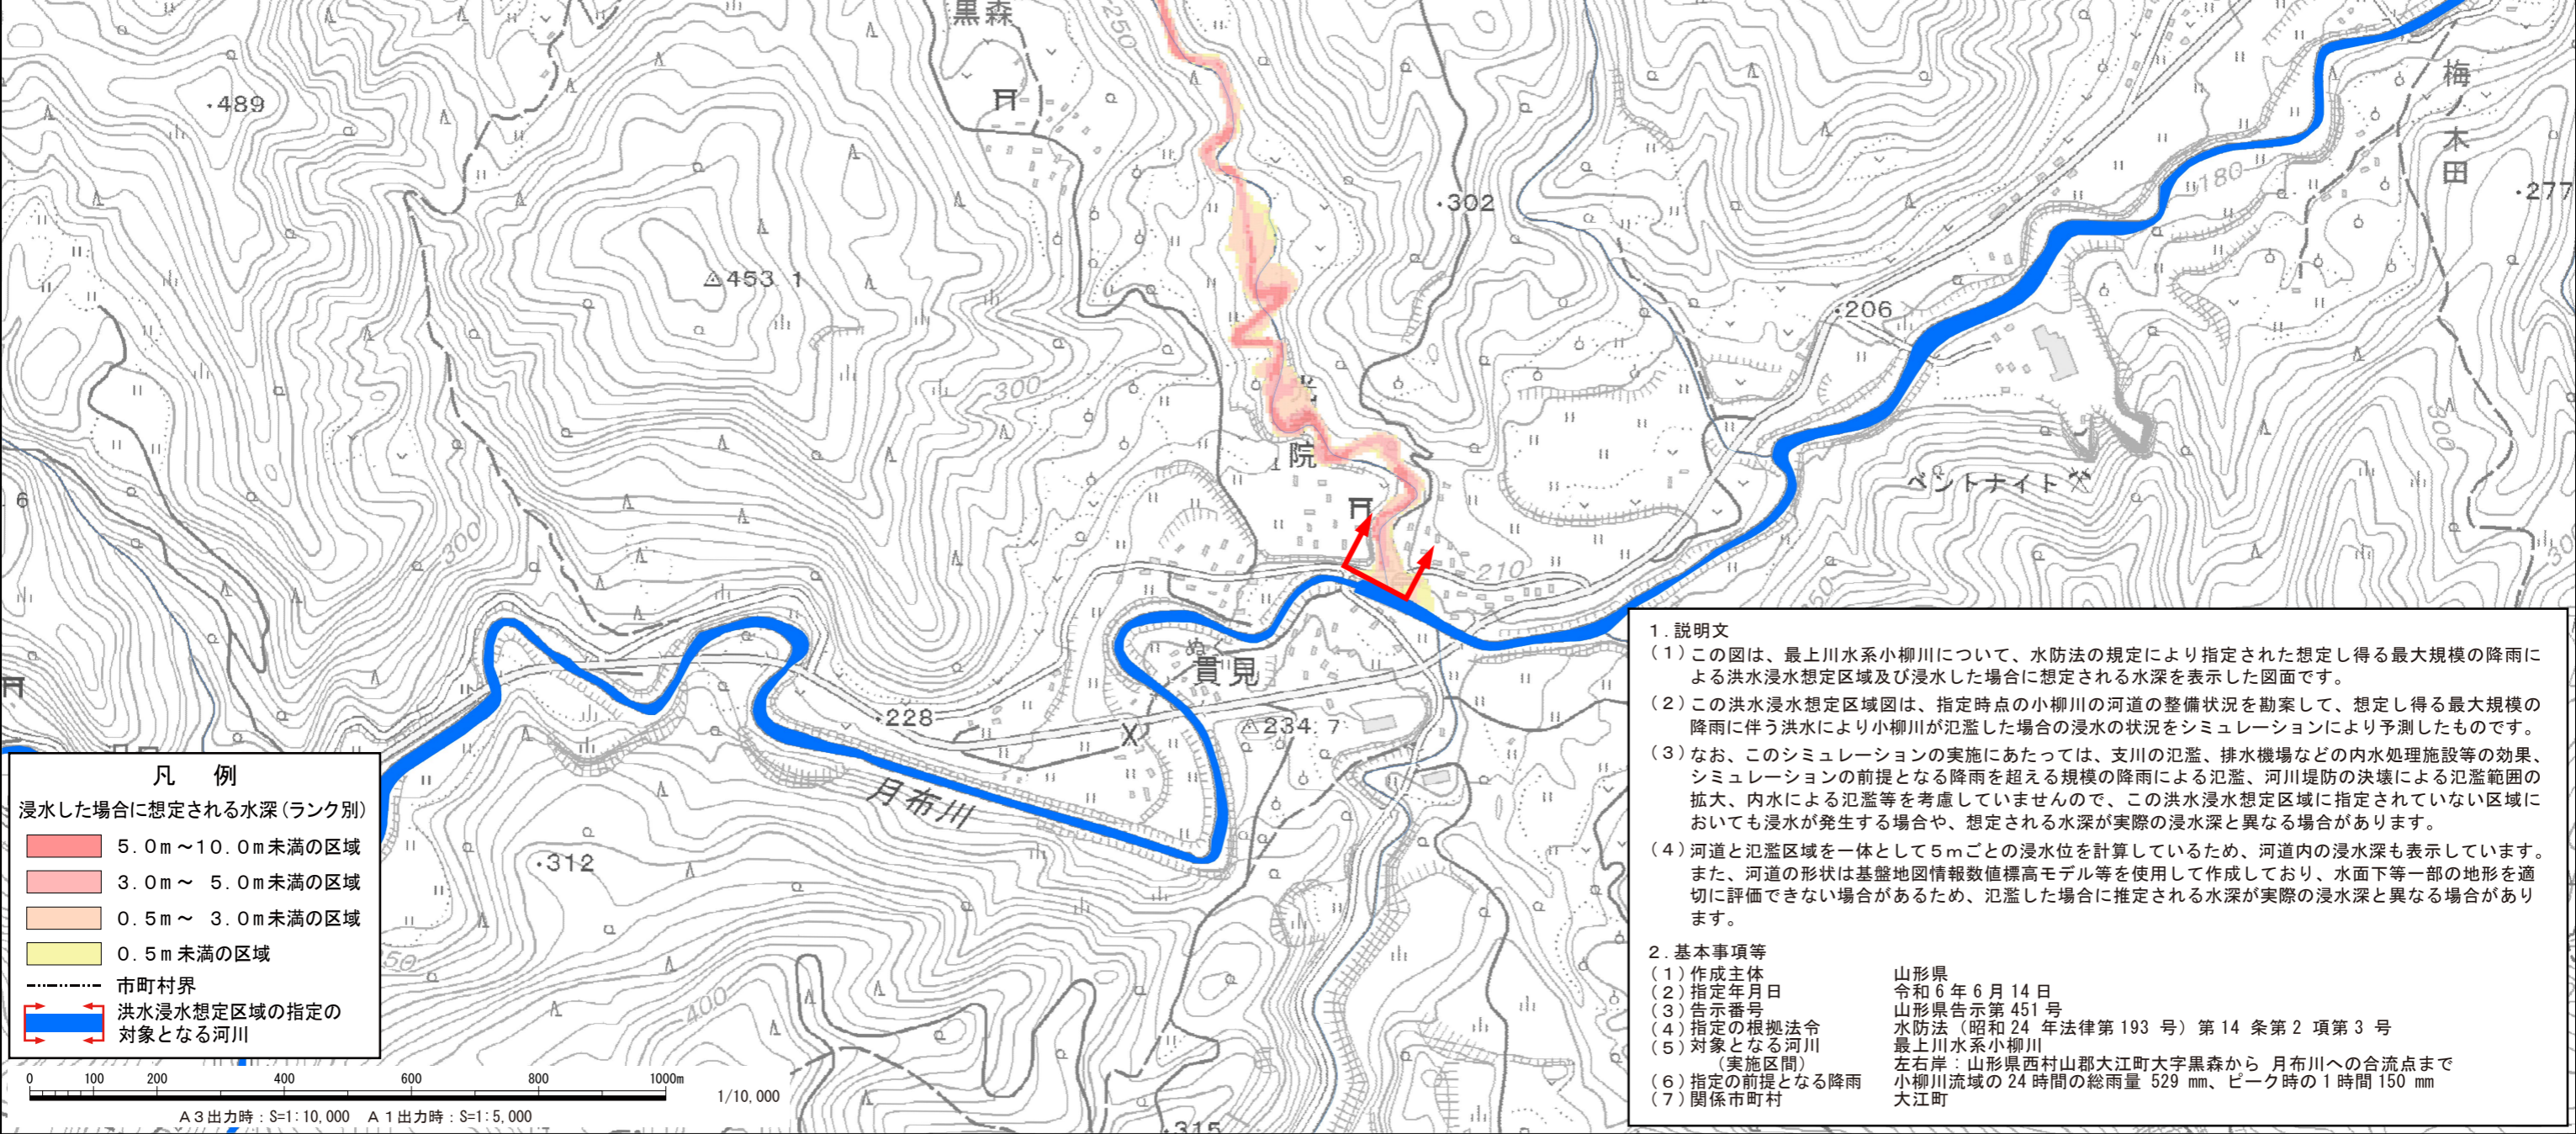 黒森
250
489
302
梅ノ木田
277
180
453 1
206
300
300
300
院
ベントナイト
210
250
ぬく
貫見
228
234 7
月布川
6
312
400
315
凡 例
浸水した場合に想定される水深(ランク別)
5.0m~10.0m未満の区域
3.0m~ 5.0m未満の区域
0.5m~ 3.0m未満の区域
0.5m未満の区域
市町村界
洪水浸水想定区域の指定の
対象となる河川
0 100 200 400 600 800 1000m
1/10,000
A3出力時:S=1:10,000 A1出力時:S=1:5,000
1.説明文
(1)この図は、最上川水系小柳川について、水防法の規定により指定された想定し得る最大規模の降雨に
よる洪水浸水想定区域及び浸水した場合に想定される水深を表示した図面です。
(2)この洪水浸水想定区域図は、指定時点の小柳川の河道の整備状況を勘案して、想定し得る最大規模の
降雨に伴う洪水により小柳川が氾濫した場合の浸水の状況をシミュレーションにより予測したものです。
(3)なお、このシミュレーションの実施にあたっては、支川の氾濫、排水機場などの内水処理施設等の効果、
シミュレーションの前提となる降雨を超える規模の降雨による氾濫、河川堤防の決壊による氾濫範囲の
拡大、内水による氾濫等を考慮していませんので、この洪水浸水想定区域に指定されていない区域に
おいても浸水が発生する場合や、想定される水深が実際の浸水深と異なる場合があります。
(4)河道と氾濫区域を一体として5mごとの浸水位を計算しているため、河道内の浸水深も表示しています。
また、河道の形状は基盤地図情報数値標高モデル等を使用して作成しており、水面下等一部の地形を適
切に評価できない場合があるため、氾濫した場合に推定される水深が実際の浸水深と異なる場合があり
ます。
2.基本事項等
(1)作成主体 山形県
(2)指定年月日 令和6年6月14日
(3)告示番号 山形県告示第451号
(4)指定の根拠法令 水防法(昭和24 年法律第193 号)第14 条第2 項第3 号
(5)対象となる河川 最上川水系小柳川
(実施区間) 左右岸:山形県西村山郡大江町大字黒森から 月布川への合流点まで
(6)指定の前提となる降雨 小柳川流域の24時間の総雨量 529 mm、ピーク時の1時間150 mm
(7)関係市町村 大江町